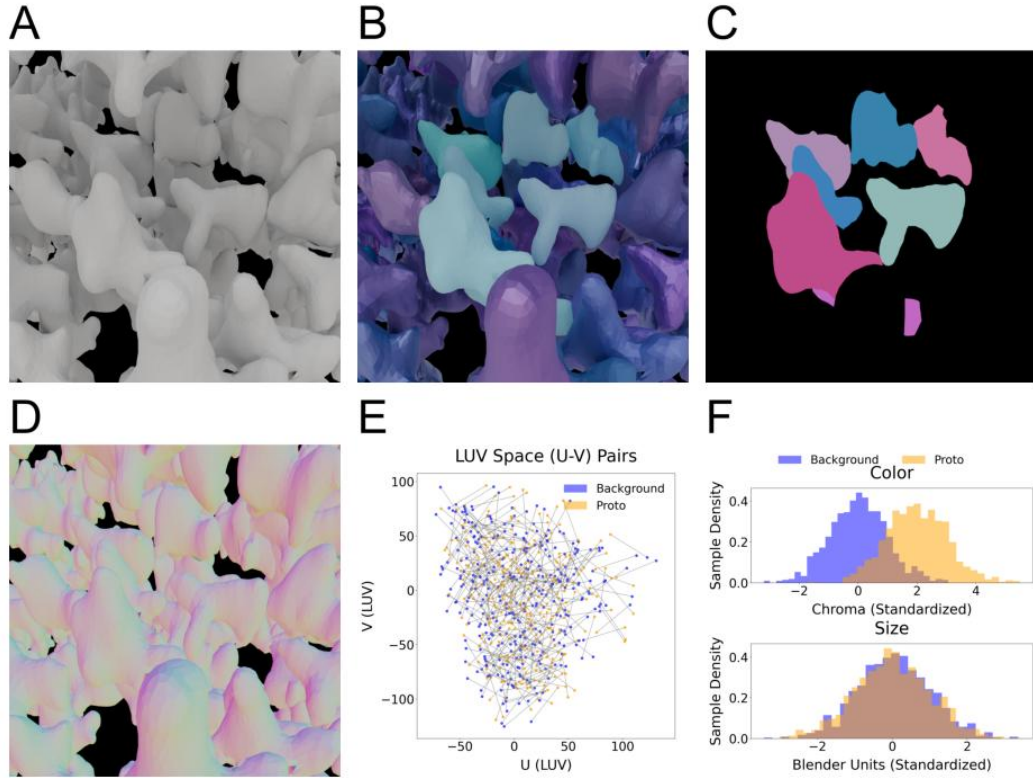 A
B
C
D
E
LUV Space (U-V) Pairs
Background
Proto
100
50
0
−50
−100
V (LUV)
−50 0 50 100
U (LUV)
F
Background Proto
Color
0.4
0.2
0.0
Sample Density
−2 0 2 4
Chroma (Standardized)
Size
0.4
0.2
0.0
Sample Density
−2 0 2
Blender Units (Standardized)